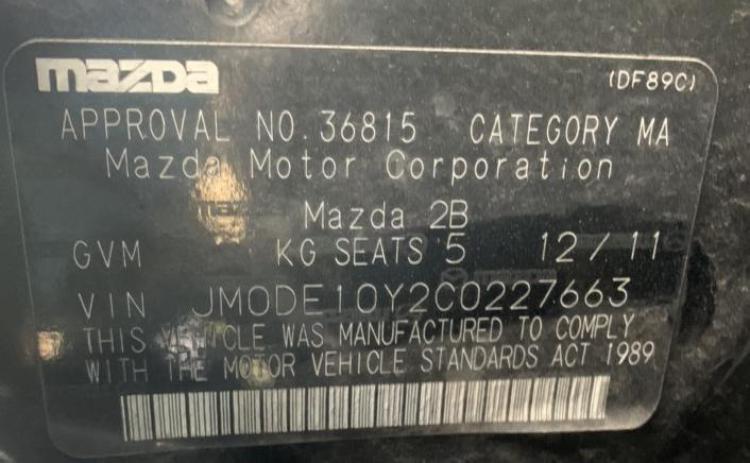 mazda
(DF89C)
APPROVAL NO. 36815 CATEGORY MA
Mazda Motor Corporation
Mazda 2B
GVM KG SEATS 5 12/11
VIN JM0DE10Y2C0227663
THIS VEHICLE WAS MANUFACTURED TO COMPLY
WITH THE MOTOR VEHICLE STANDARDS ACT 1989